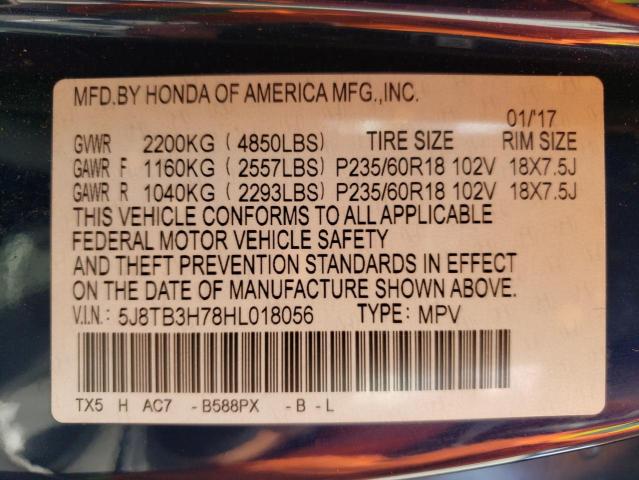 MFD.BY HONDA OF AMERICA MFG.,INC.
01/'17
GVWR 2200KG (4850LBS) TIRE SIZE RIM SIZE
GAWR F 1160KG (2557LBS) P235/60R18 102V 18X7.5J
GAWR R 1040KG (2293LBS) P235/60R18 102V 18X7.5J
THIS VEHICLE CONFORMS TO ALL APPLICABLE
FEDERAL MOTOR VEHICLE SAFETY
AND THEFT PREVENTION STANDARDS IN EFFECT
ON THE DATE OF MANUFACTURE SHOWN ABOVE.
V.I.N.: 5J8TB3H78HL018056 TYPE: MPV
TX5 H AC7 -B588PX -B -L